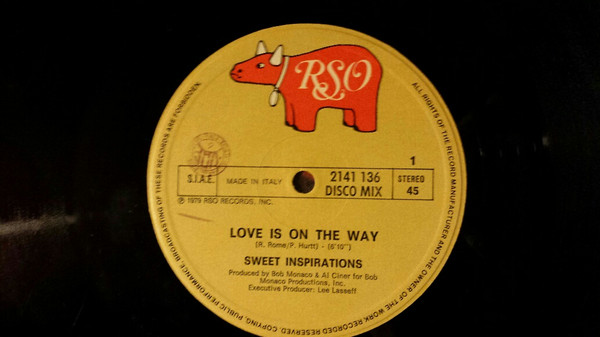 RSO
1
S.I.A.E.
MADE IN ITALY
2141 136
DISCO MIX
STEREO
45
℗ 1979 RSO RECORDS, INC.
LOVE IS ON THE WAY
(R. Rome/P. Hurtt) - (6'10'')
SWEET INSPIRATIONS
Produced by Bob Monaco & Al Ciner for Bob
Monaco Productions, Inc.
Executive Producer: Lee Lasseff
ALL RIGHTS OF THE RECORD MANUFACTURER AND OF THE OWNER OF THE WORK RECORDED RESERVED. COPYING, PUBLIC PERFORMANCE, BROADCASTING OF THESE RECORDS ARE FORBIDDEN.